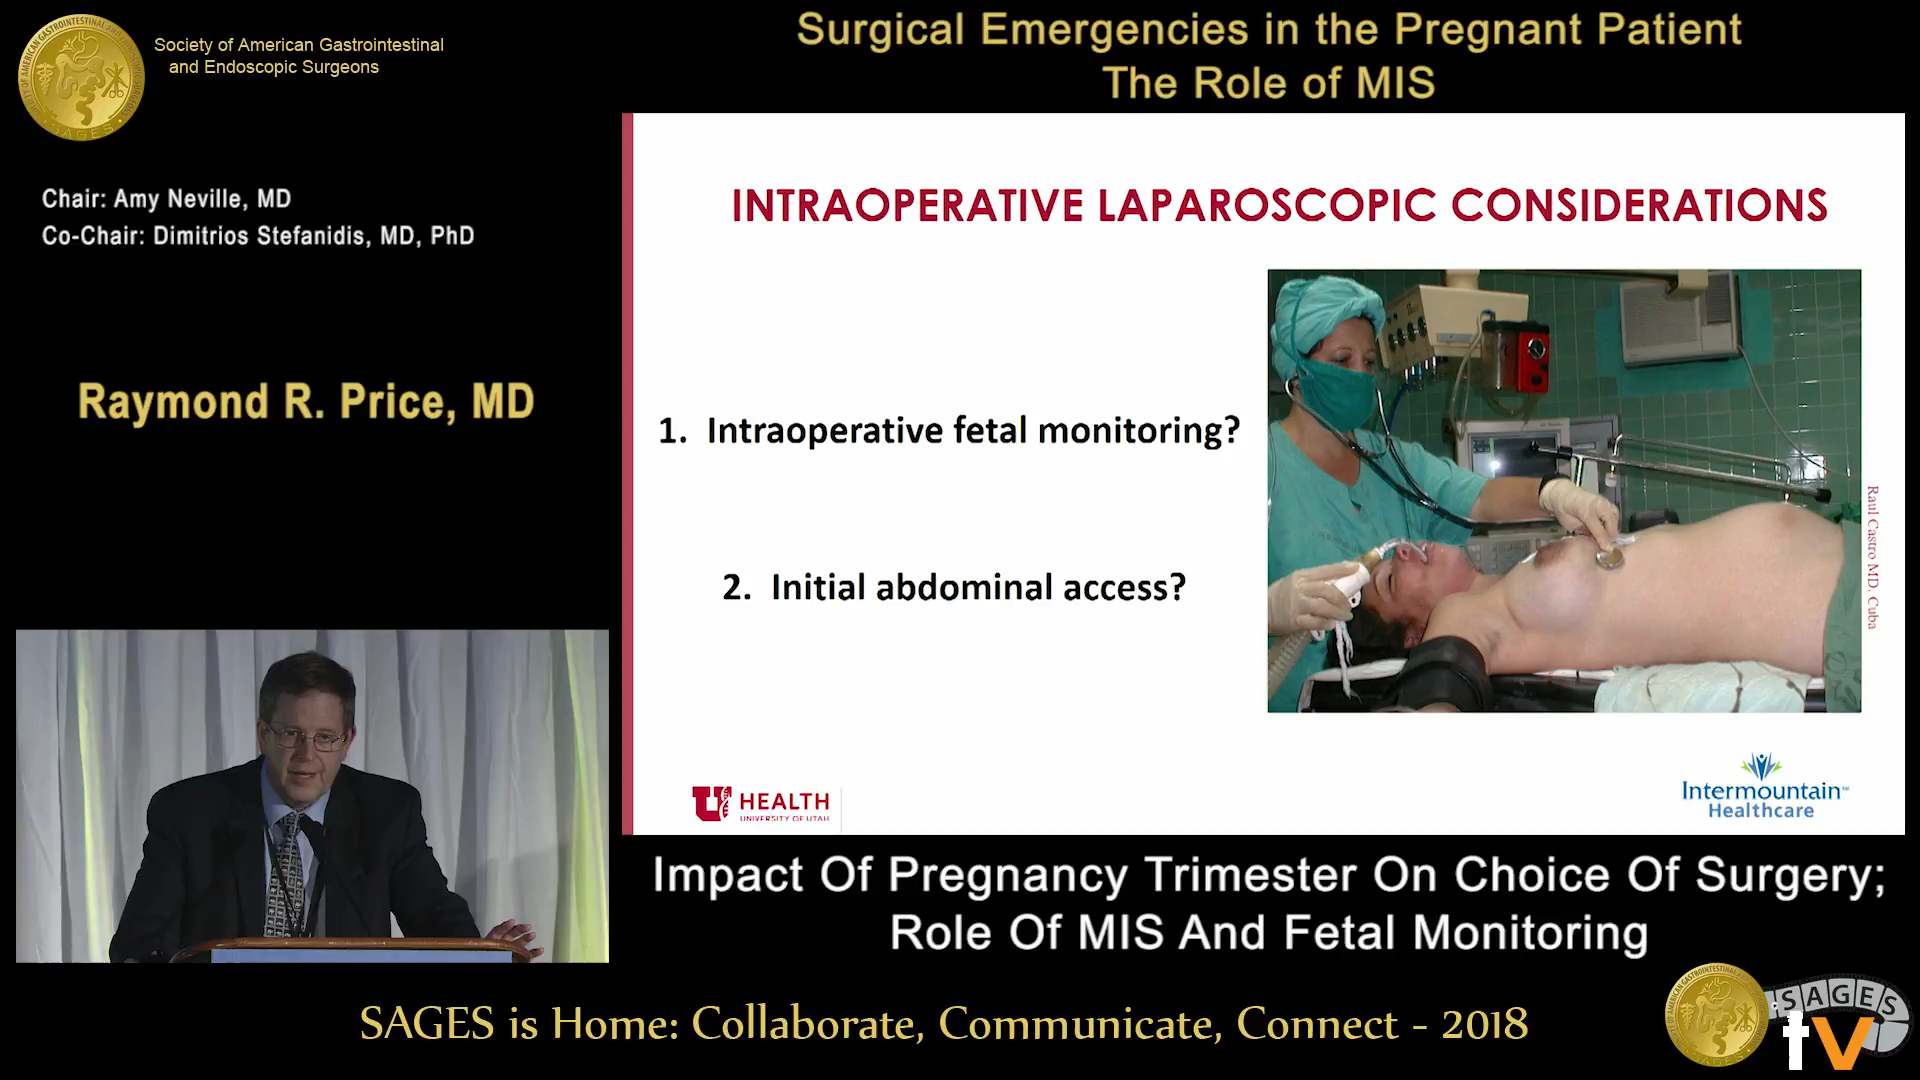 Society of American Gastrointestinal
and Endoscopic Surgeons
Surgical Emergencies in the Pregnant Patient
The Role of MIS
Chair: Amy Neville, MD
Co-Chair: Dimitrios Stefanidis, MD, PhD
Raymond R. Price, MD
INTRAOPERATIVE LAPAROSCOPIC CONSIDERATIONS
1. Intraoperative fetal monitoring?
2. Initial abdominal access?
Raul Castro MD. Cuba
U HEALTH
UNIVERSITY OF UTAH
Intermountain™
Healthcare
Impact Of Pregnancy Trimester On Choice Of Surgery;
Role Of MIS And Fetal Monitoring
SAGES is Home: Collaborate, Communicate, Connect - 2018
SAGES
tv